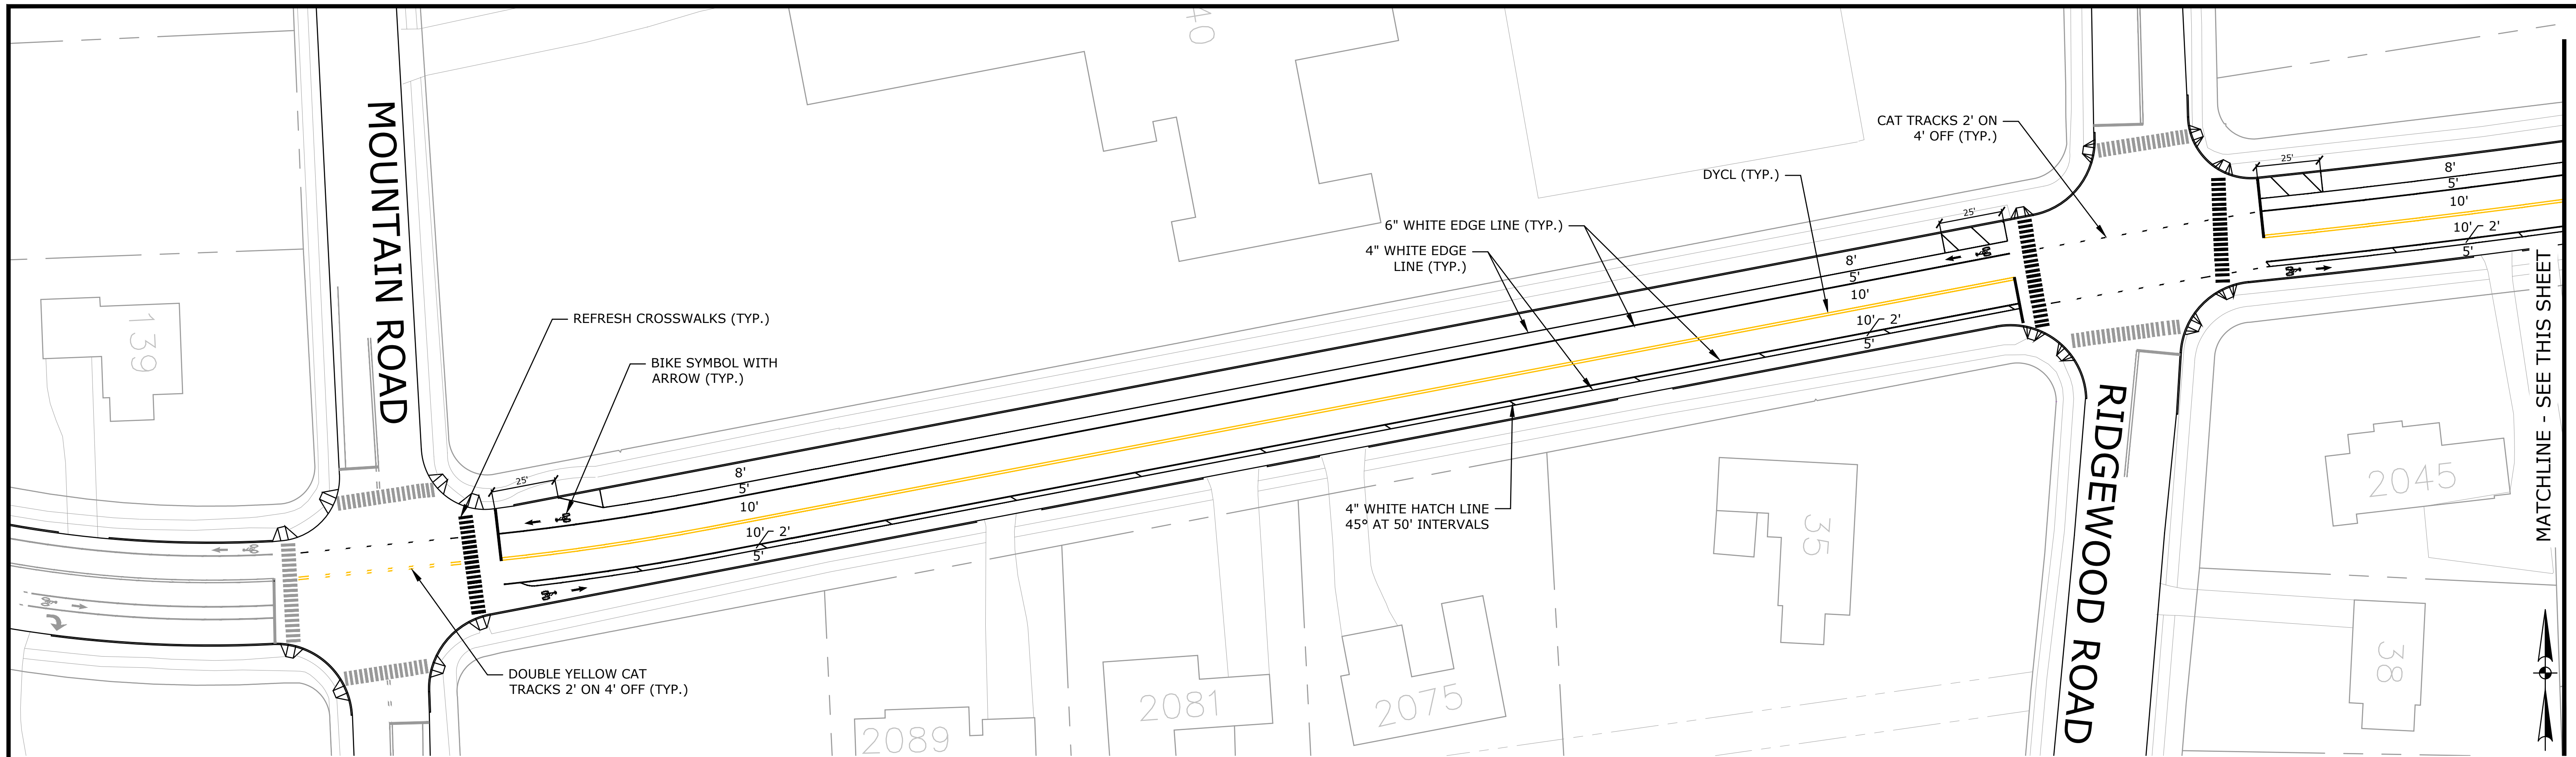 40
MOUNTAIN ROAD
139
REFRESH CROSSWALKS (TYP.)
BIKE SYMBOL WITH
ARROW (TYP.)
25'
8'
5'
10'
10'
2'
5'
DOUBLE YELLOW CAT
TRACKS 2' ON 4' OFF (TYP.)
6" WHITE EDGE LINE (TYP.)
4" WHITE EDGE
LINE (TYP.)
DYCL (TYP.)
CAT TRACKS 2' ON
4' OFF (TYP.)
25'
8'
5'
10'
10'
2'
5'
4" WHITE HATCH LINE
45° AT 50' INTERVALS
2089
2081
2075
35
RIDGEWOOD ROAD
25'
8'
5'
10'
10'
2'
5'
2045
38
MATCHLINE - SEE THIS SHEET